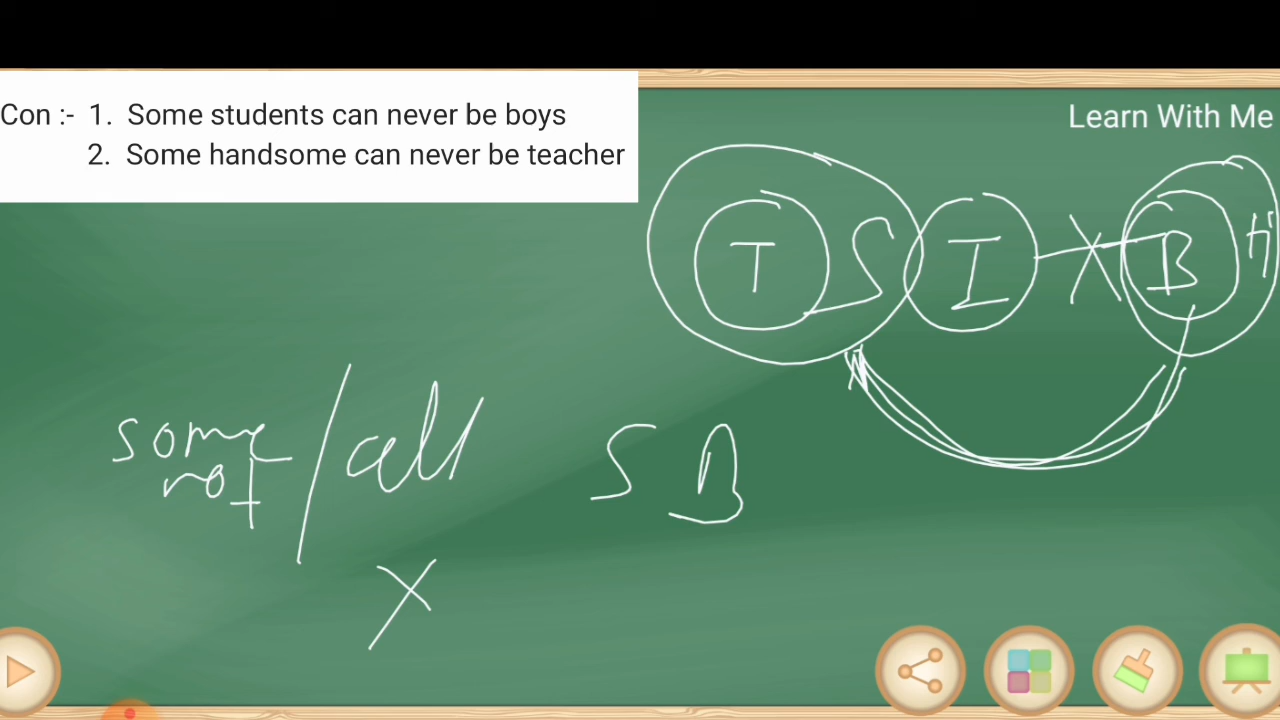 Con :- 1. Some students can never be boys
2. Some handsome can never be teacher
Learn With Me
T S I X B H
some / all S B
not
X